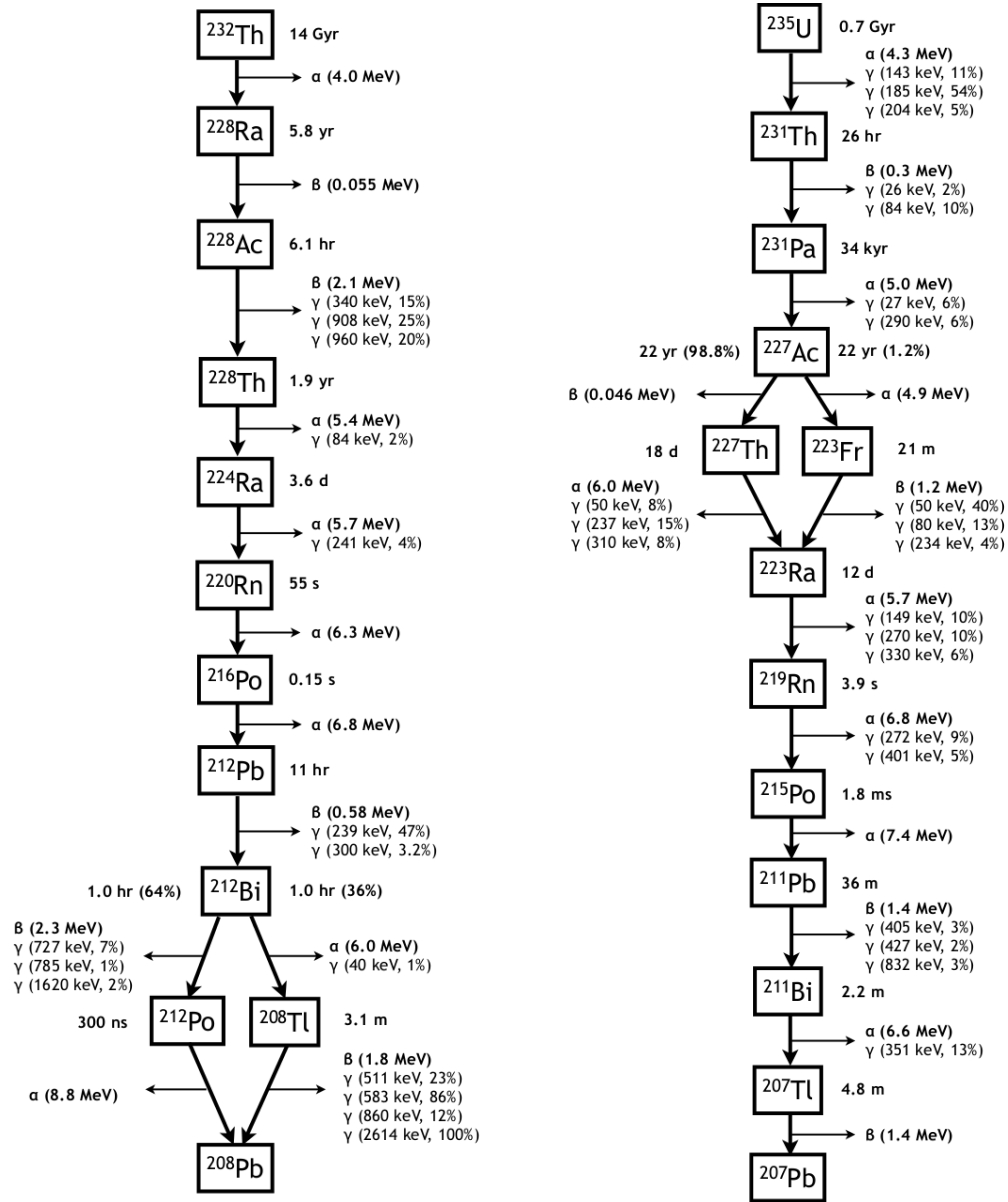 ²³²Th 14 Gyr
α (4.0 MeV)
²²⁸Ra 5.8 yr
β (0.055 MeV)
²²⁸Ac 6.1 hr
β (2.1 MeV)
γ (340 keV, 15%)
γ (908 keV, 25%)
γ (960 keV, 20%)
²²⁸Th 1.9 yr
α (5.4 MeV)
γ (84 keV, 2%)
²²⁴Ra 3.6 d
α (5.7 MeV)
γ (241 keV, 4%)
²²⁰Rn 55 s
α (6.3 MeV)
²¹⁶Po 0.15 s
α (6.8 MeV)
²¹²Pb 11 hr
β (0.58 MeV)
γ (239 keV, 47%)
γ (300 keV, 3.2%)
1.0 hr (64%) ²¹²Bi 1.0 hr (36%)
β (2.3 MeV)
γ (727 keV, 7%)
γ (785 keV, 1%)
γ (1620 keV, 2%)
α (6.0 MeV)
γ (40 keV, 1%)
300 ns ²¹²Po ²⁰⁸Tl 3.1 m
α (8.8 MeV)
β (1.8 MeV)
γ (511 keV, 23%)
γ (583 keV, 86%)
γ (860 keV, 12%)
γ (2614 keV, 100%)
²⁰⁸Pb
²³⁵U 0.7 Gyr
α (4.3 MeV)
γ (143 keV, 11%)
γ (185 keV, 54%)
γ (204 keV, 5%)
²³¹Th 26 hr
β (0.3 MeV)
γ (26 keV, 2%)
γ (84 keV, 10%)
²³¹Pa 34 kyr
α (5.0 MeV)
γ (27 keV, 6%)
γ (290 keV, 6%)
22 yr (98.8%) ²²⁷Ac 22 yr (1.2%)
β (0.046 MeV)
α (4.9 MeV)
18 d ²²⁷Th ²²³Fr 21 m
α (6.0 MeV)
γ (50 keV, 8%)
γ (237 keV, 15%)
γ (310 keV, 8%)
β (1.2 MeV)
γ (50 keV, 40%)
γ (80 keV, 13%)
γ (234 keV, 4%)
²²³Ra 12 d
α (5.7 MeV)
γ (149 keV, 10%)
γ (270 keV, 10%)
γ (330 keV, 6%)
²¹⁹Rn 3.9 s
α (6.8 MeV)
γ (272 keV, 9%)
γ (401 keV, 5%)
²¹⁵Po 1.8 ms
α (7.4 MeV)
²¹¹Pb 36 m
β (1.4 MeV)
γ (405 keV, 3%)
γ (427 keV, 2%)
γ (832 keV, 3%)
²¹¹Bi 2.2 m
α (6.6 MeV)
γ (351 keV, 13%)
²⁰⁷Tl 4.8 m
β (1.4 MeV)
²⁰⁷Pb